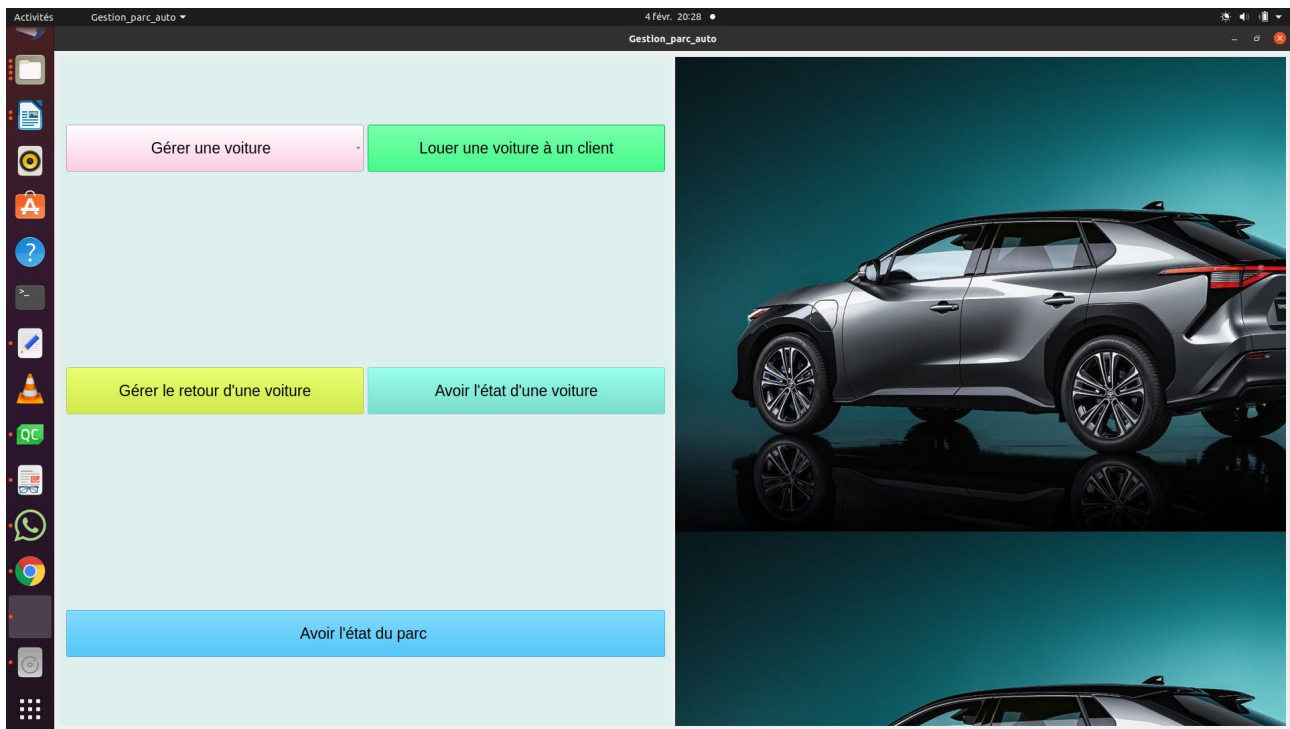 Activités Gestion_parc_auto 4 févr. 20:28
Gestion_parc_auto
Gérer une voiture Louer une voiture à un client
Gérer le retour d'une voiture Avoir l'état d'une voiture
QC
Avoir l'état du parc